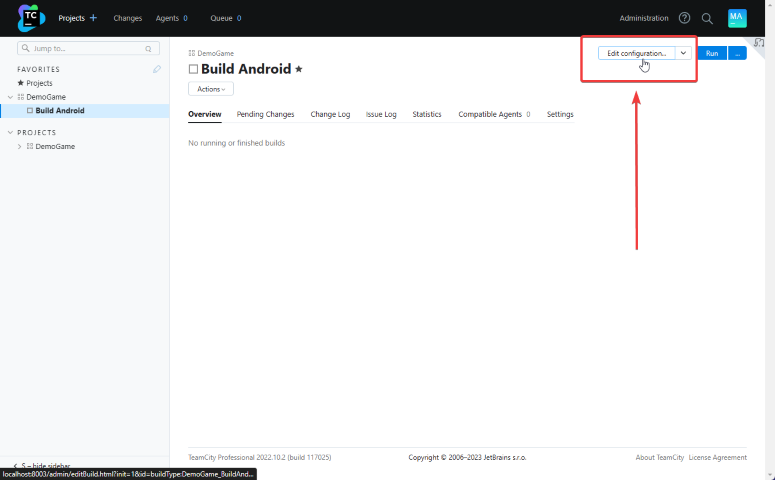 TC Projects + Changes Agents 0 Queue 0 Administration ? MA
Jump to...
FAVORITES
Projects
DemoGame
Build Android
PROJECTS
DemoGame
DemoGame
Build Android
Edit configuration... Run ...
Actions
Overview Pending Changes Change Log Issue Log Statistics Compatible Agents 0 Settings
No running or finished builds
TeamCity Professional 2022.10.2 (build 117025) Copyright © 2006–2023 JetBrains s.r.o. About TeamCity License Agreement
S – hide sidebar
localhost:8003/admin/editBuild.html?init=1&id=buildType:DemoGame_BuildAnd...